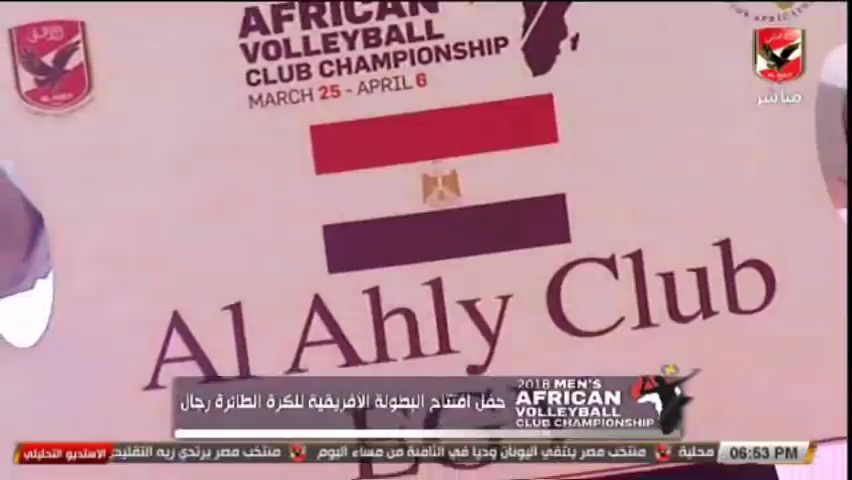 AFRICAN
VOLLEYBALL
CLUB CHAMPIONSHIP
MARCH 25 - APRIL 6
مباشر
Al Ahly Club
2018 MEN'S
AFRICAN
VOLLEYBALL
CLUB CHAMPIONSHIP
حفل افتتاح البطولة الأفريقية للكرة الطائرة رجال
الاستديو التحليلي
محلية منتخب مصر يلتقي اليونان وديا في الثامنة من مساء اليوم منتخب مصر يرتدي زيه التقليد
06:53 PM